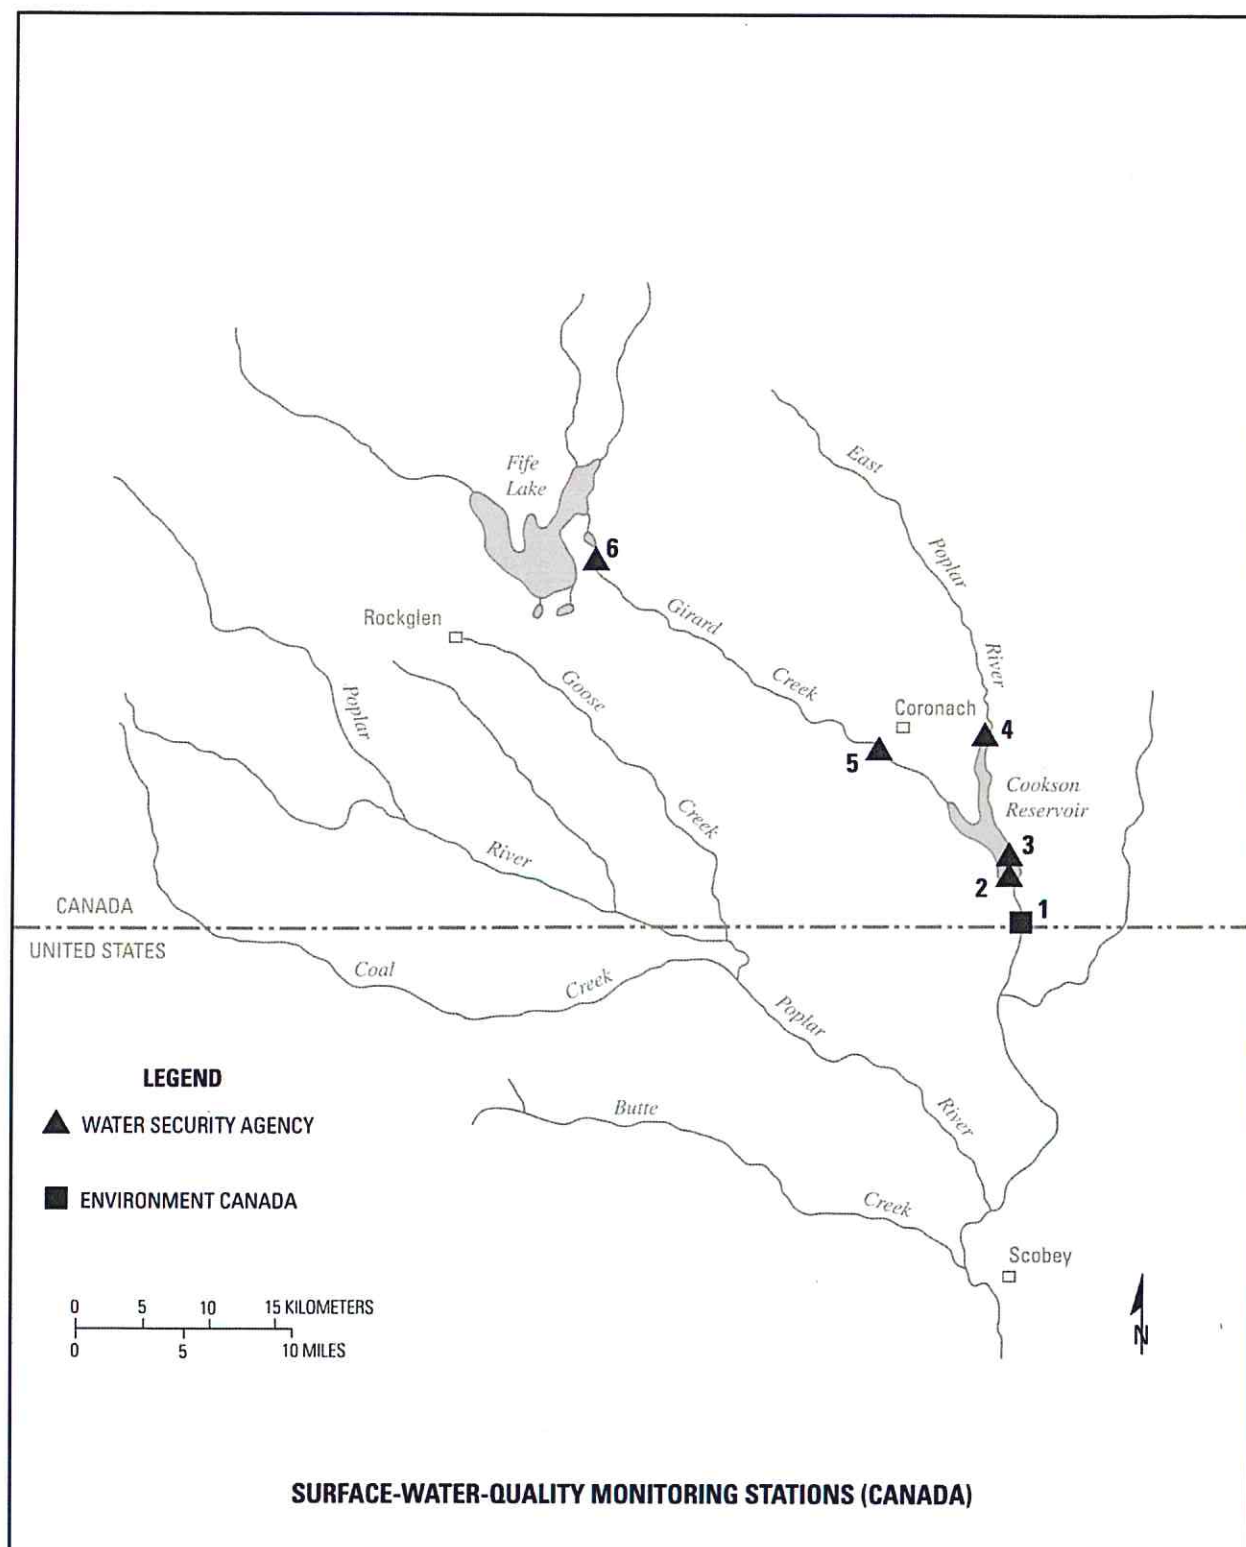 Fife
Lake
East
Poplar
River
6
Rockglen
Girard
Creek
Goose
Creek
Poplar
River
Coronach
4
5
Cookson
Reservoir
3
2
1
CANADA
UNITED STATES
Coal
Creek
Poplar
River
Butte
Creek
Scobey
LEGEND
WATER SECURITY AGENCY
ENVIRONMENT CANADA
0 5 10 15 KILOMETERS
0 5 10 MILES
N
SURFACE-WATER-QUALITY MONITORING STATIONS (CANADA)